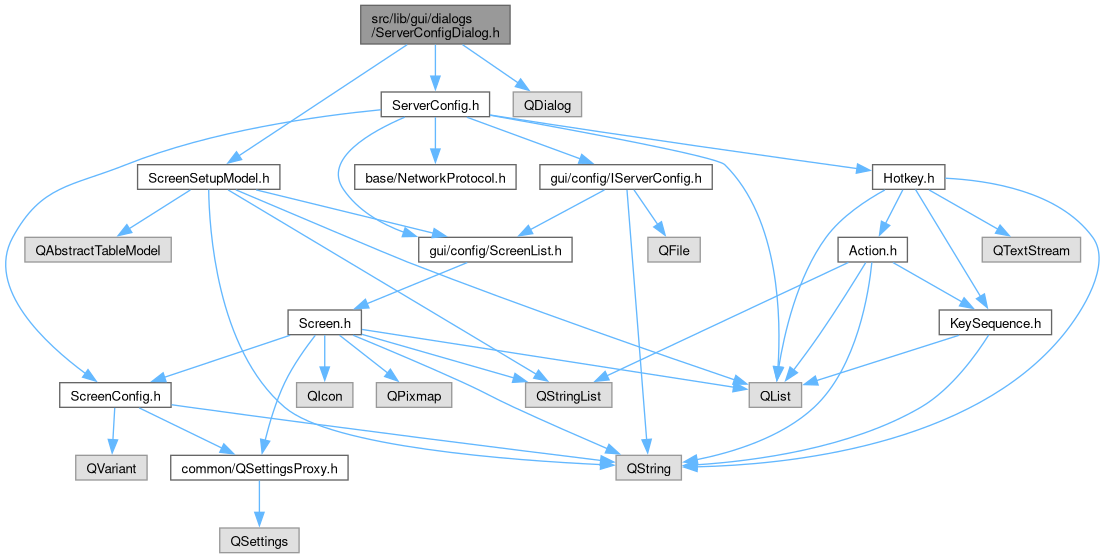 src/lib/gui/dialogs
/ServerConfigDialog.h
ServerConfig.h
QDialog
ScreenSetupModel.h
base/NetworkProtocol.h
gui/config/IServerConfig.h
Hotkey.h
QAbstractTableModel
gui/config/ScreenList.h
QFile
Action.h
QTextStream
Screen.h
KeySequence.h
ScreenConfig.h
QIcon
QPixmap
QStringList
QList
QVariant
common/QSettingsProxy.h
QString
QSettings